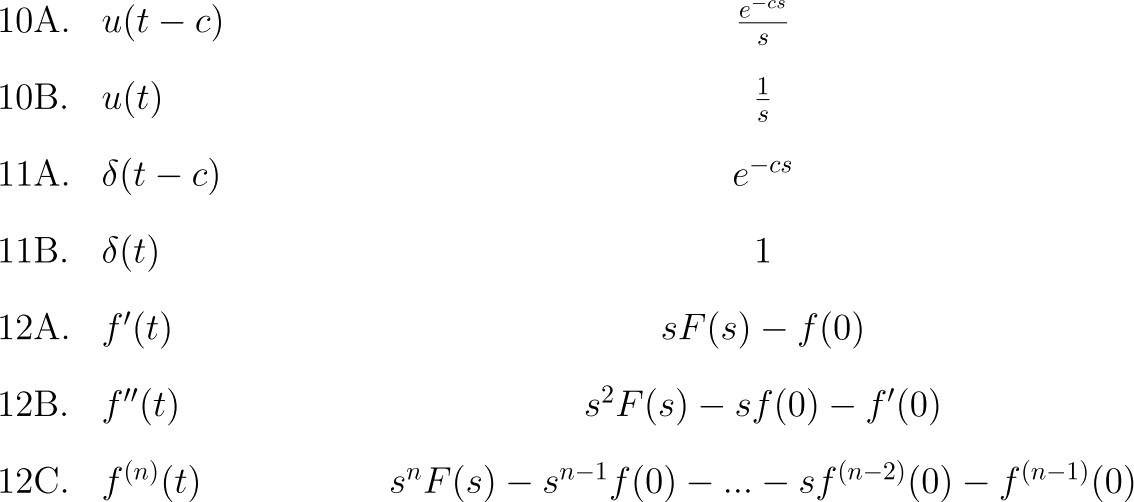 10A. u(t − c) e^{−cs}/s
10B. u(t) 1/s
11A. δ(t − c) e^{−cs}
11B. δ(t) 1
12A. f′(t) sF(s) − f(0)
12B. f″(t) s²F(s) − sf(0) − f′(0)
12C. f^{(n)}(t) s^{n}F(s) − s^{n−1}f(0) − ... − sf^{(n−2)}(0) − f^{(n−1)}(0)